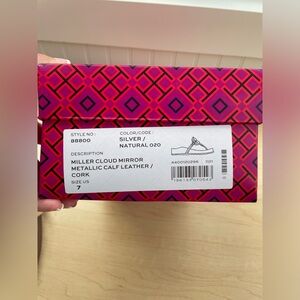 STYLE NO:
88800
COLOR/CODE:
SILVER /
NATURAL 020
DESCRIPTION
MILLER CLOUD MIRROR
METALLIC CALF LEATHER /
CORK
SIZE US
7